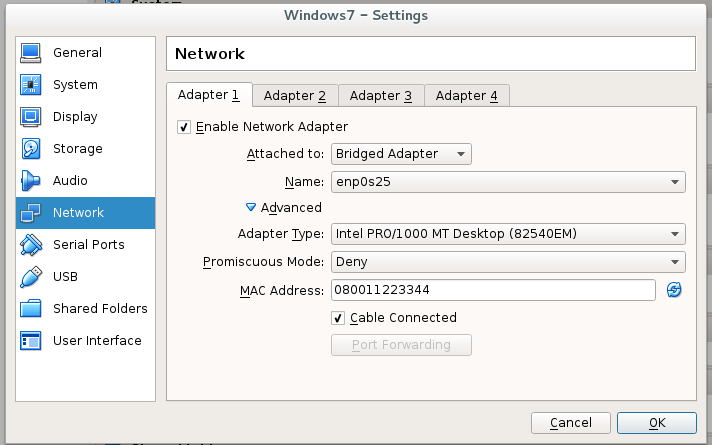 Windows7 – Settings
General
System
Display
Storage
Audio
Network
Serial Ports
USB
Shared Folders
User Interface
Network
Adapter 1
Adapter 2
Adapter 3
Adapter 4
Enable Network Adapter
Attached to: Bridged Adapter
Name: enp0s25
Advanced
Adapter Type: Intel PRO/1000 MT Desktop (82540EM)
Promiscuous Mode: Deny
MAC Address: 080011223344
Cable Connected
Port Forwarding
Cancel OK